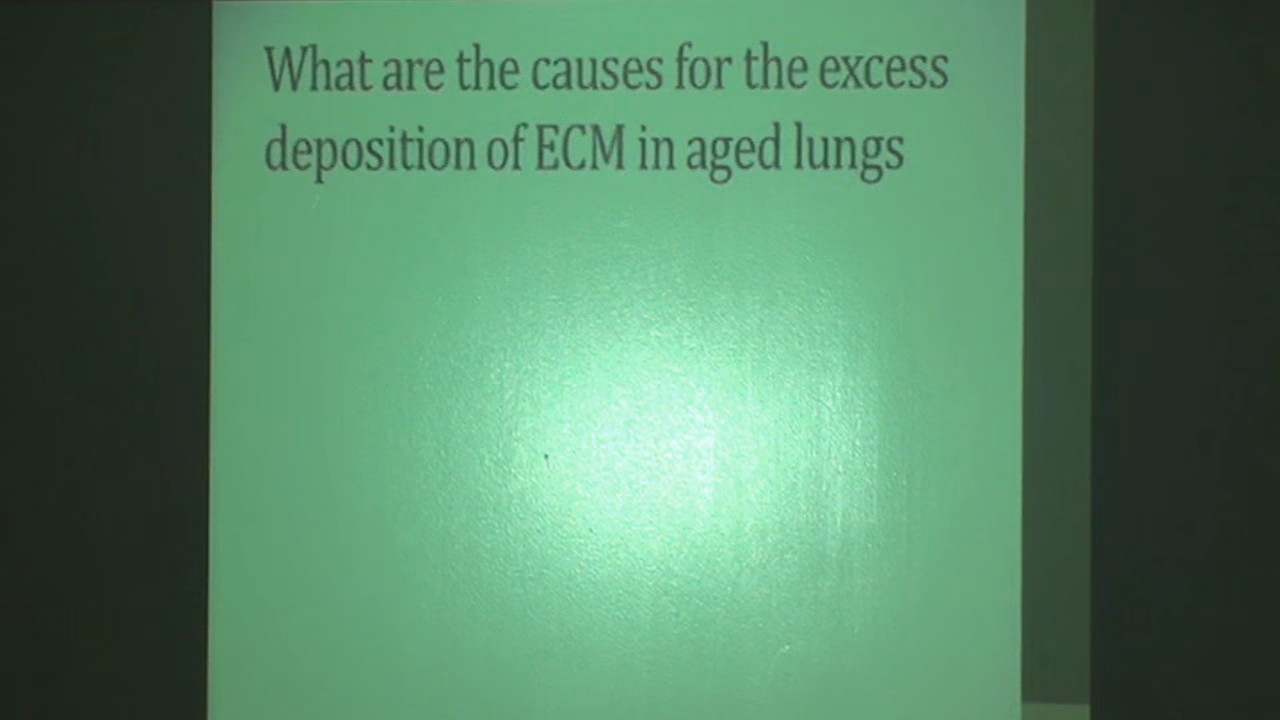 What are the causes for the excess
deposition of ECM in aged lungs